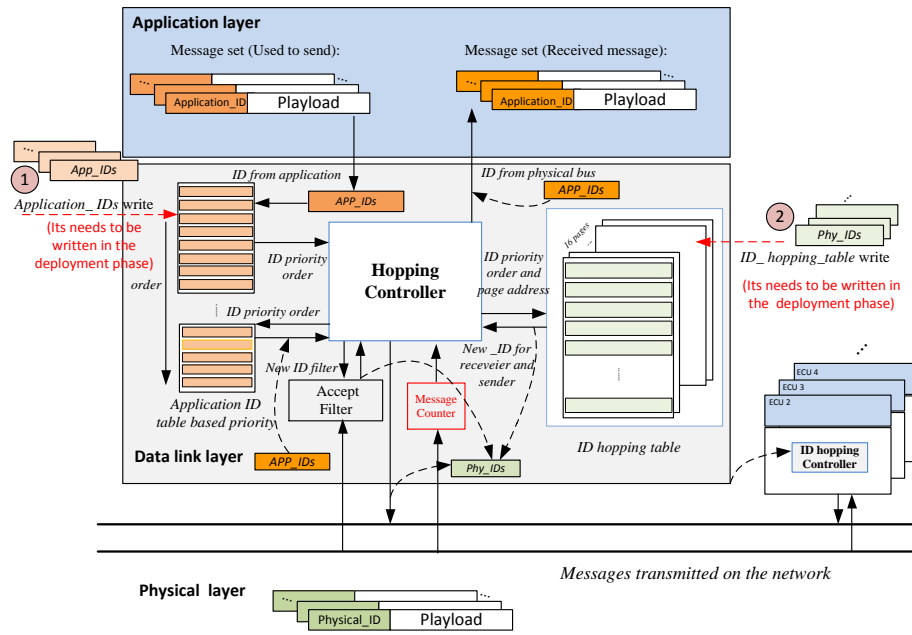 Application layer
Message set (Used to send):
Message set (Received message):
...
...
Application_ID
Playload
...
...
Application_ID
Playload
...
App_IDs
1
Application_ IDs write
(Its needs to be
written in the
deployment phase)
order
ID from application
APP_IDs
ID from physical bus
APP_IDs
ID priority
order
Hopping
Controller
ID priority
order and
page address
16 pages
...
2
...
Phy_IDs
ID_ hopping_table write
(Its needs to be written in
the deployment phase)
ID priority order
New ID filter
New _ID for
receveier and
sender
Accept
Filter
Message
Counter
Application ID
table based priority
ID hopping table
Data link layer
APP_IDs
Phy_IDs
...
ECU 4
ECU 3
ECU 2
ID hopping
Controller
Messages transmitted on the network
Physical layer
...
...
Physical_ID
Playload